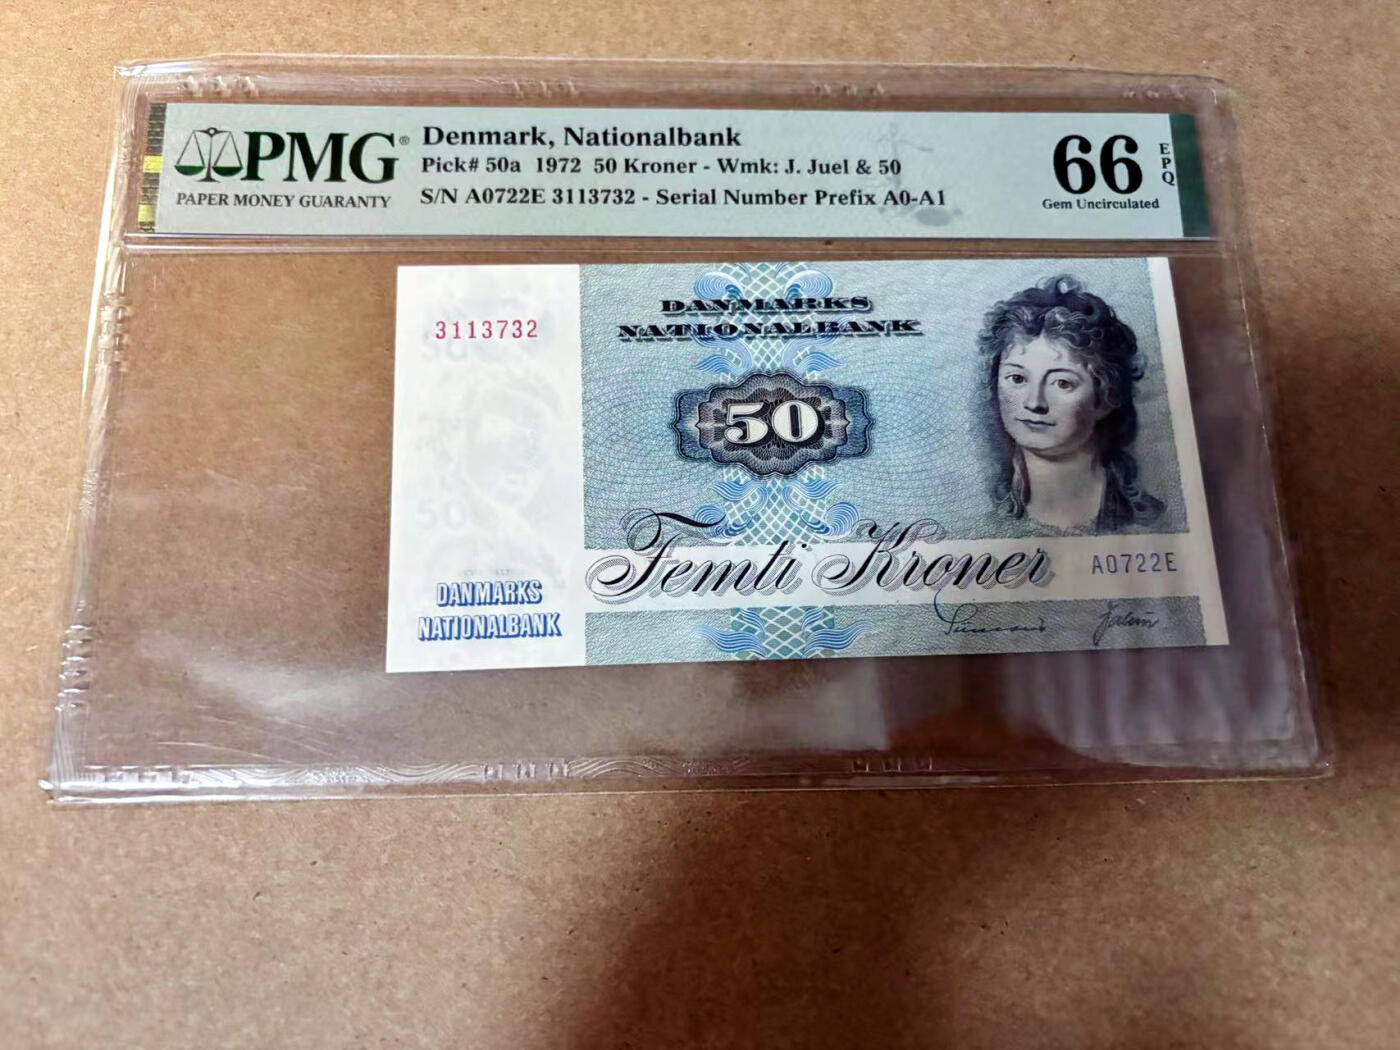 PMG®
PAPER MONEY GUARANTY
Denmark, Nationalbank
Pick# 50a 1972 50 Kroner - Wmk: J. Juel & 50
S/N A0722E 3113732 - Serial Number Prefix A0-A1
66 EPQ
Gem Uncirculated
3113732
DANMARKS
NATIONALBANK
50
50
Femti Kroner
A0722E
DANMARKS
NATIONALBANK